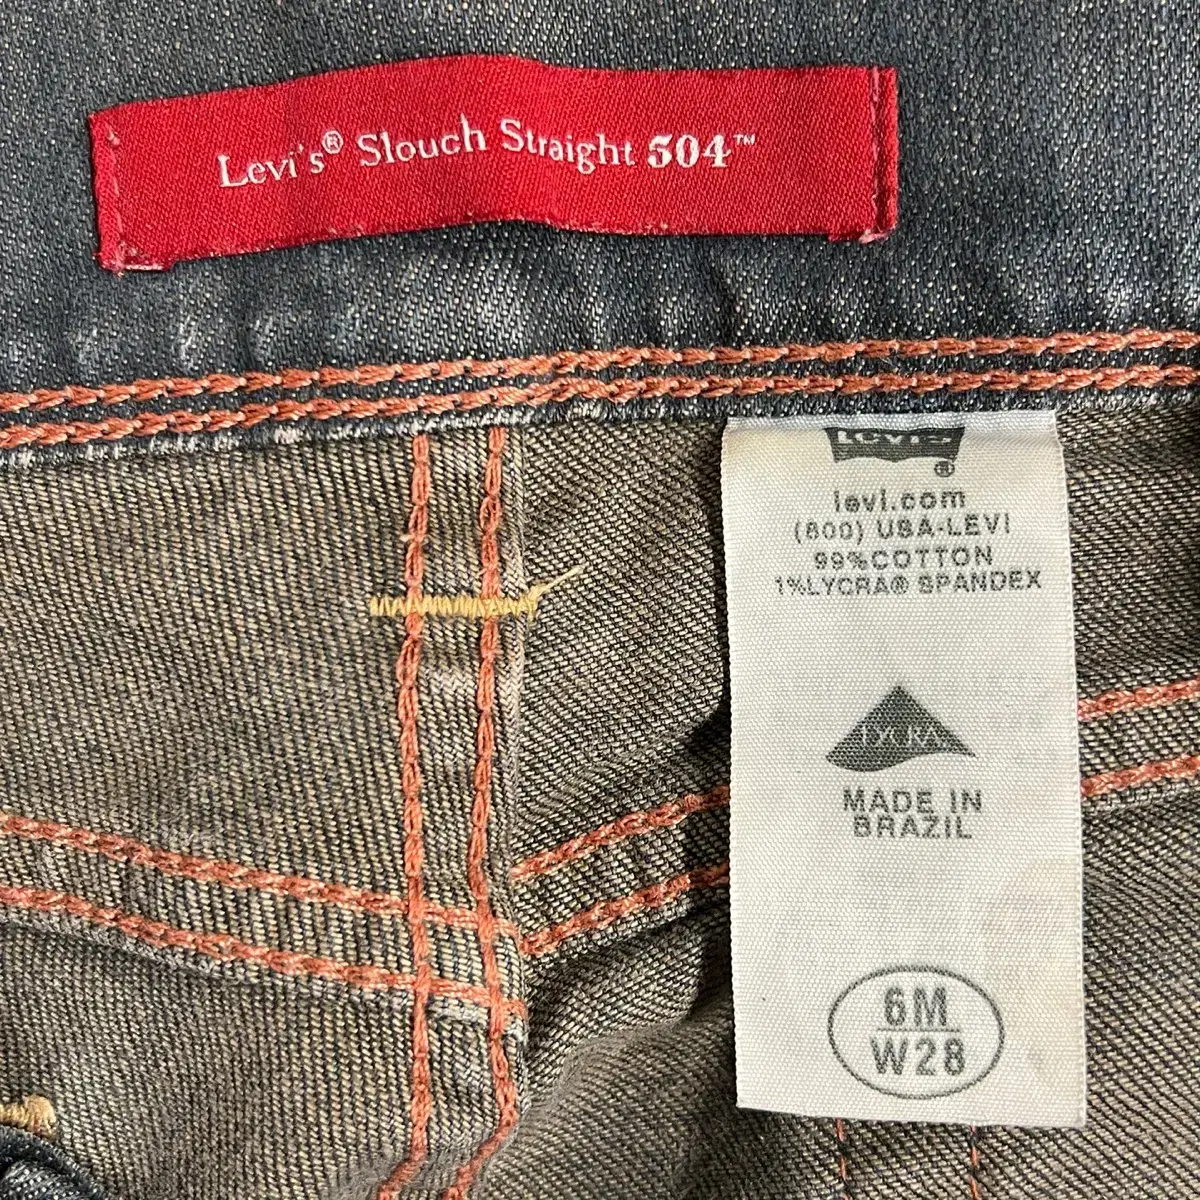 Levi's® Slouch Straight 504™
Levi's
®
levi.com
(800) USA-LEVI
99%COTTON
1%LYCRA® SPANDEX
LYCRA
MADE IN
BRAZIL
6M
W28